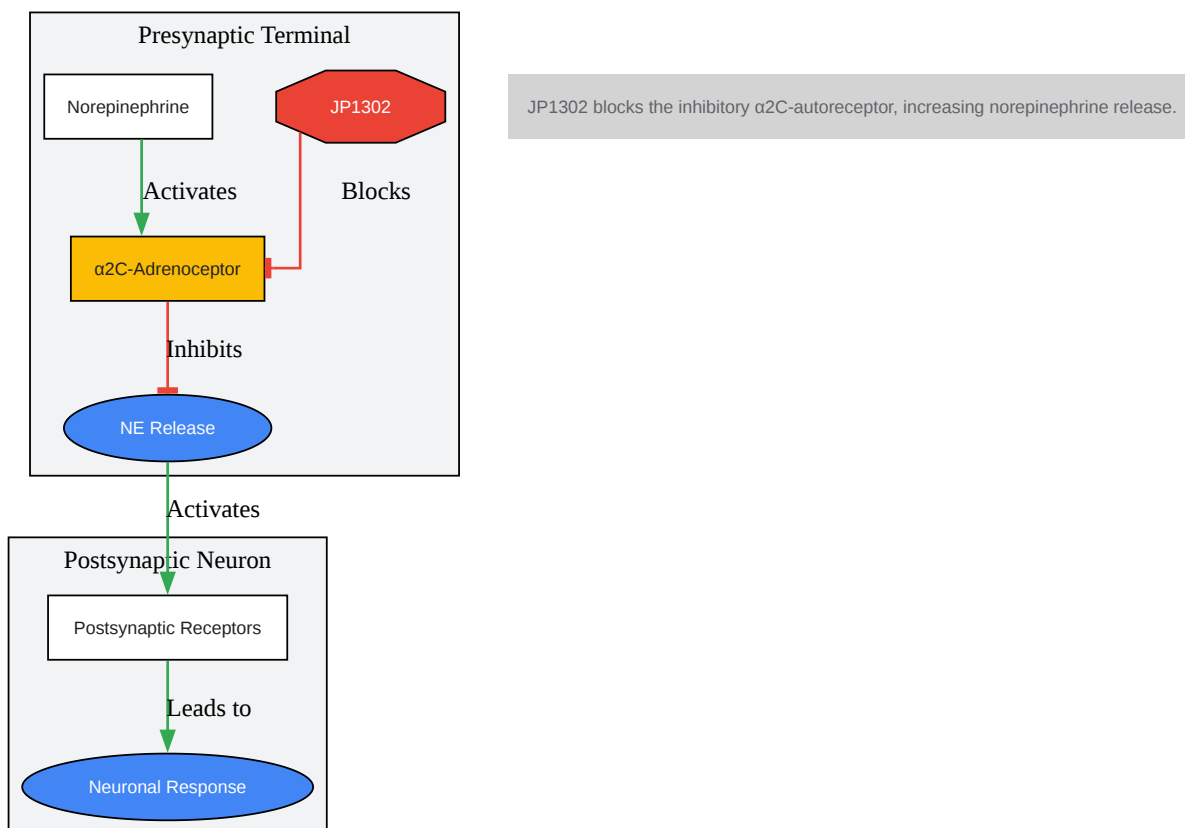 Presynaptic Terminal
Norepinephrine
JP1302
JP1302 blocks the inhibitory α2C-autoreceptor, increasing norepinephrine release.
Activates
Blocks
α2C-Adrenoceptor
Inhibits
NE Release
Activates
Postsynaptic Neuron
Postsynaptic Receptors
Leads to
Neuronal Response